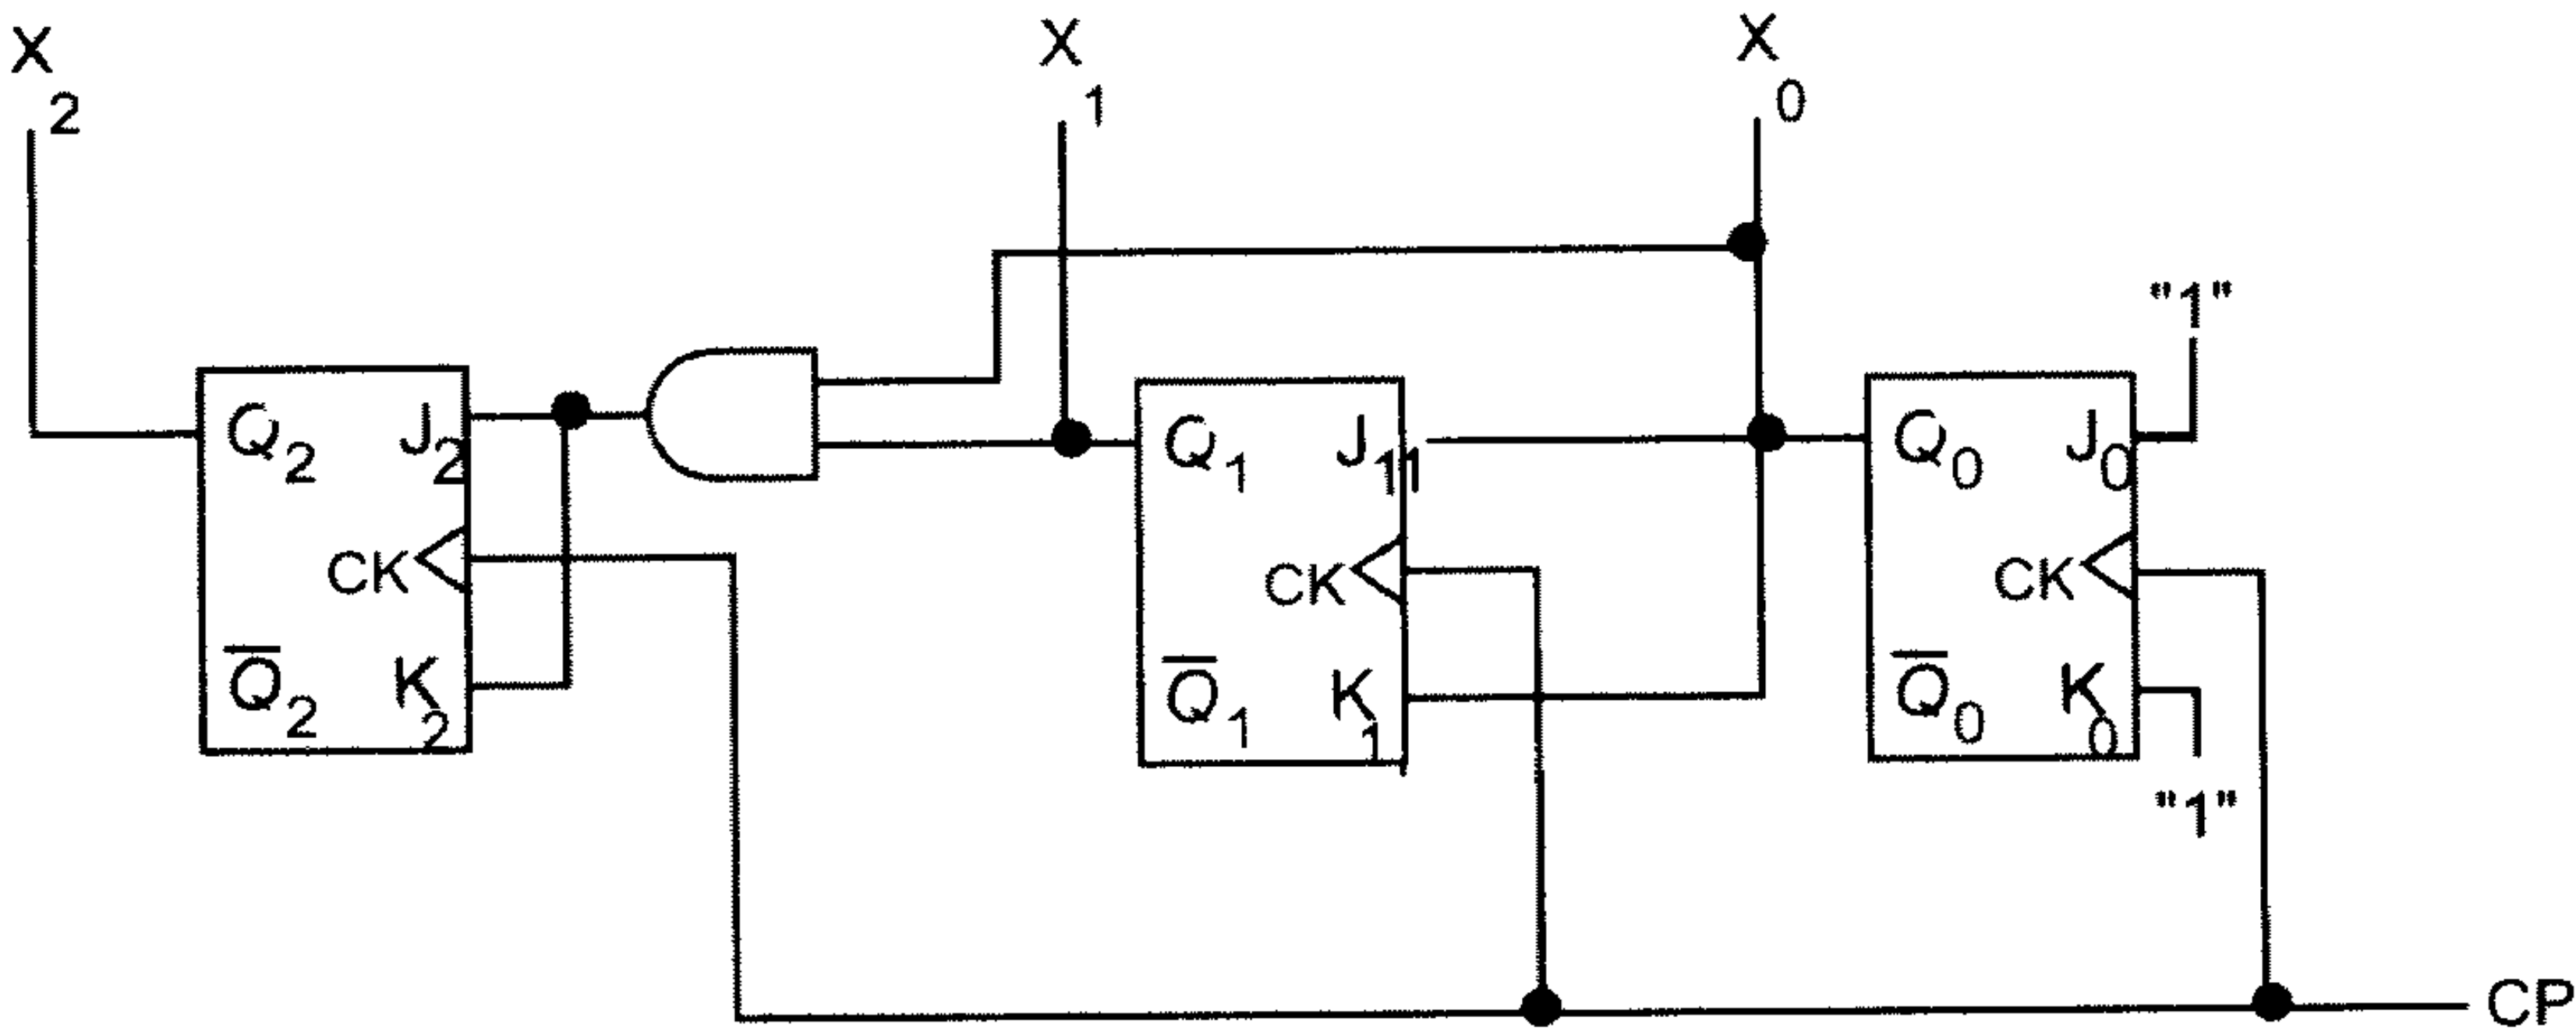 X2 X1 X0
"1"
Q2 J2 Q1 J11 Q0 J0
CK CK CK
Q̅2 K2 Q̅1 K1 Q̅0 K0
"1"
CP